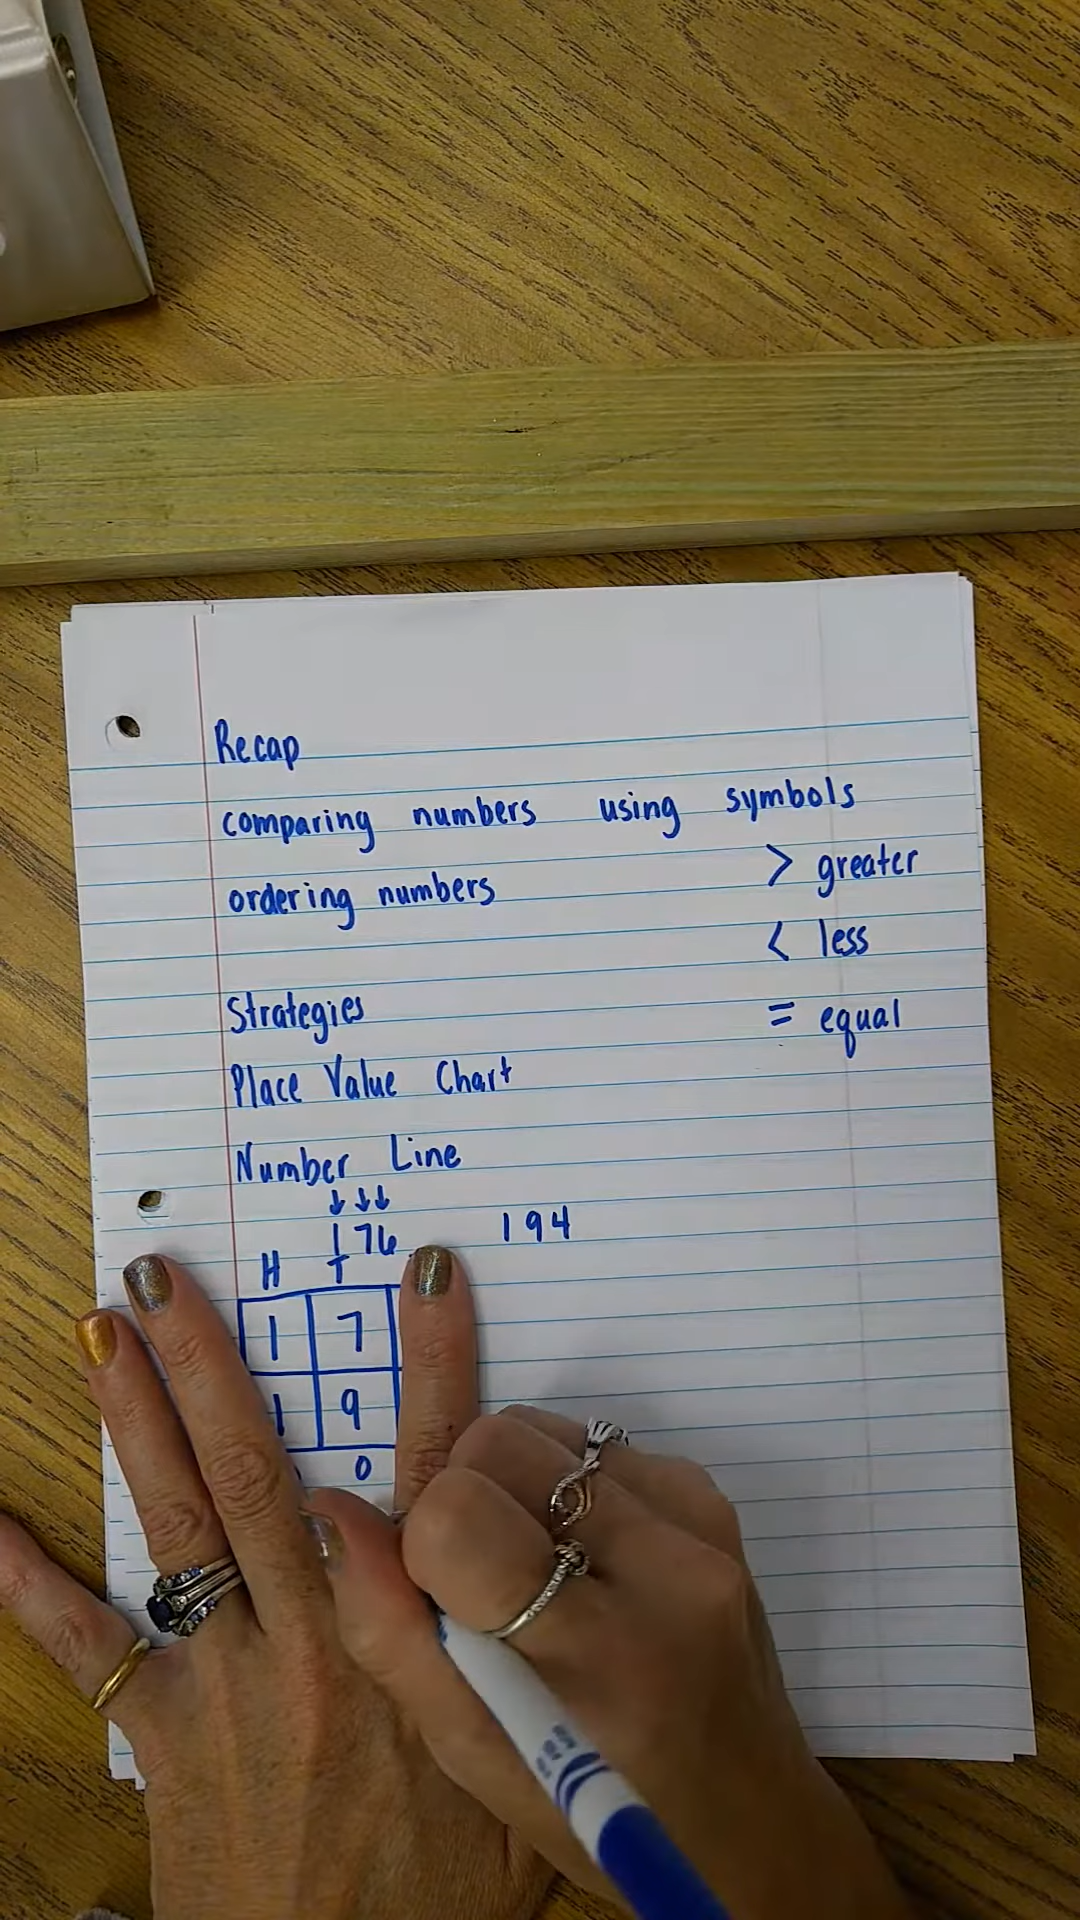 Recap
comparing numbers using symbols
> greater
ordering numbers
< less
Strategies
= equal
Place Value Chart
Number Line
↓↓↓
176 194
H T
1 7
1 9
0